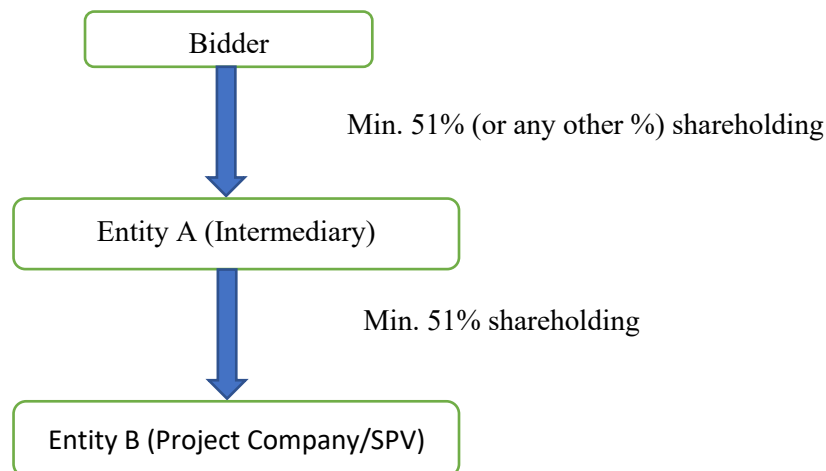 Bidder
Min. 51% (or any other %) shareholding
Entity A (Intermediary)
Min. 51% shareholding
Entity B (Project Company/SPV)